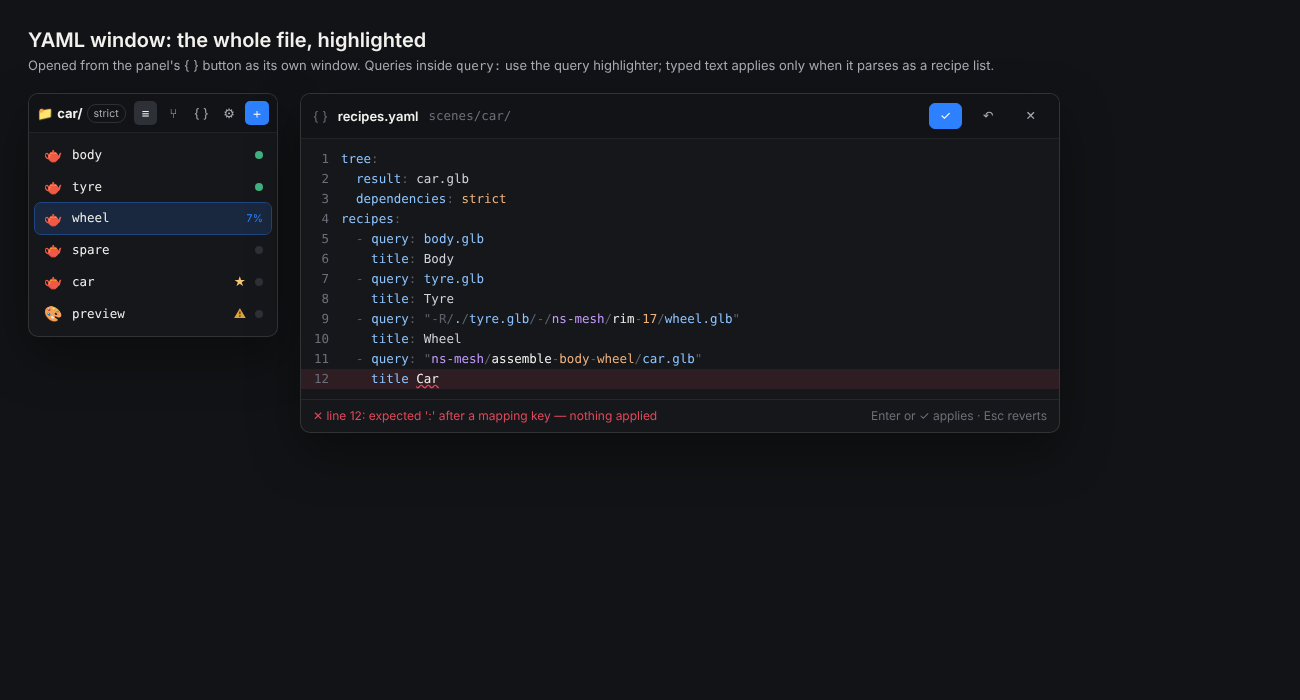 YAML window: the whole file, highlighted
Opened from the panel's { } button as its own window. Queries inside query: use the query highlighter; typed text applies only when it parses as a recipe list.
car/ strict { } +
body
tyre
wheel 7%
spare
car
preview
{ } recipes.yaml scenes/car/
1 tree:
2   result: car.glb
3   dependencies: strict
4 recipes:
5   - query: body.glb
6     title: Body
7   - query: tyre.glb
8     title: Tyre
9   - query: "-R/./tyre.glb/-/ns-mesh/rim-17/wheel.glb"
10     title: Wheel
11   - query: "ns-mesh/assemble-body-wheel/car.glb"
12     title Car
✕ line 12: expected ':' after a mapping key — nothing applied
Enter or ✓ applies · Esc reverts